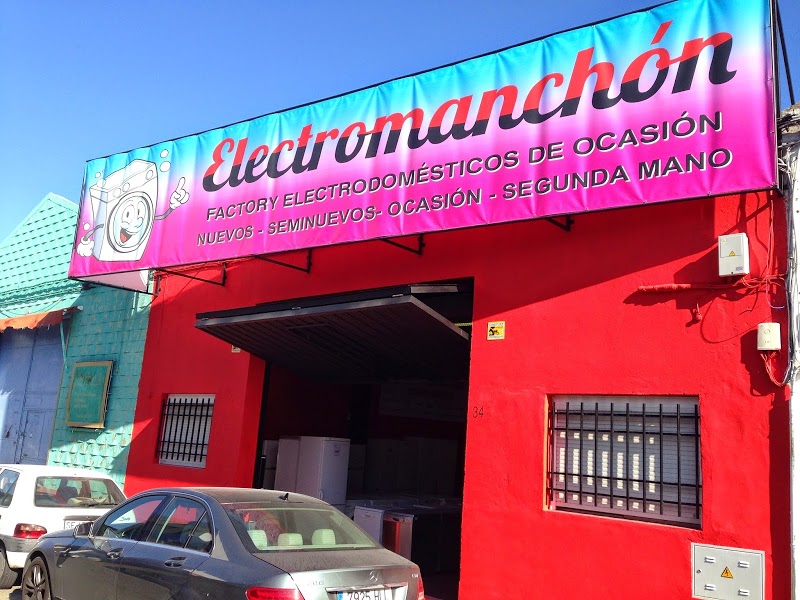 Electromanchón
FACTORY ELECTRODOMÉSTICOS DE OCASIÓN
NUEVOS - SEMINUEVOS- OCASIÓN - SEGUNDA MANO
34